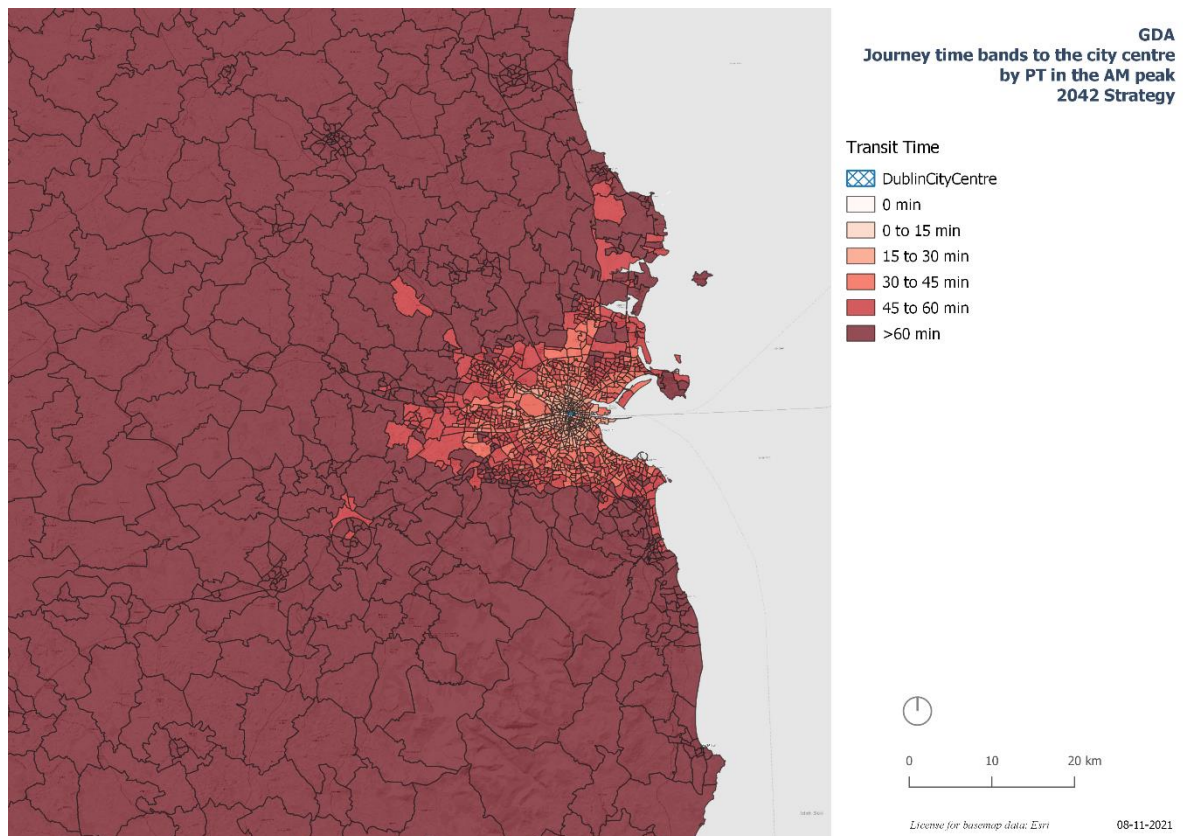 GDA
Journey time bands to the city centre
by PT in the AM peak
2042 Strategy
Transit Time
DublinCityCentre
0 min
0 to 15 min
15 to 30 min
30 to 45 min
45 to 60 min
>60 min
0 10 20 km
License for basemap data: Esri 08-11-2021